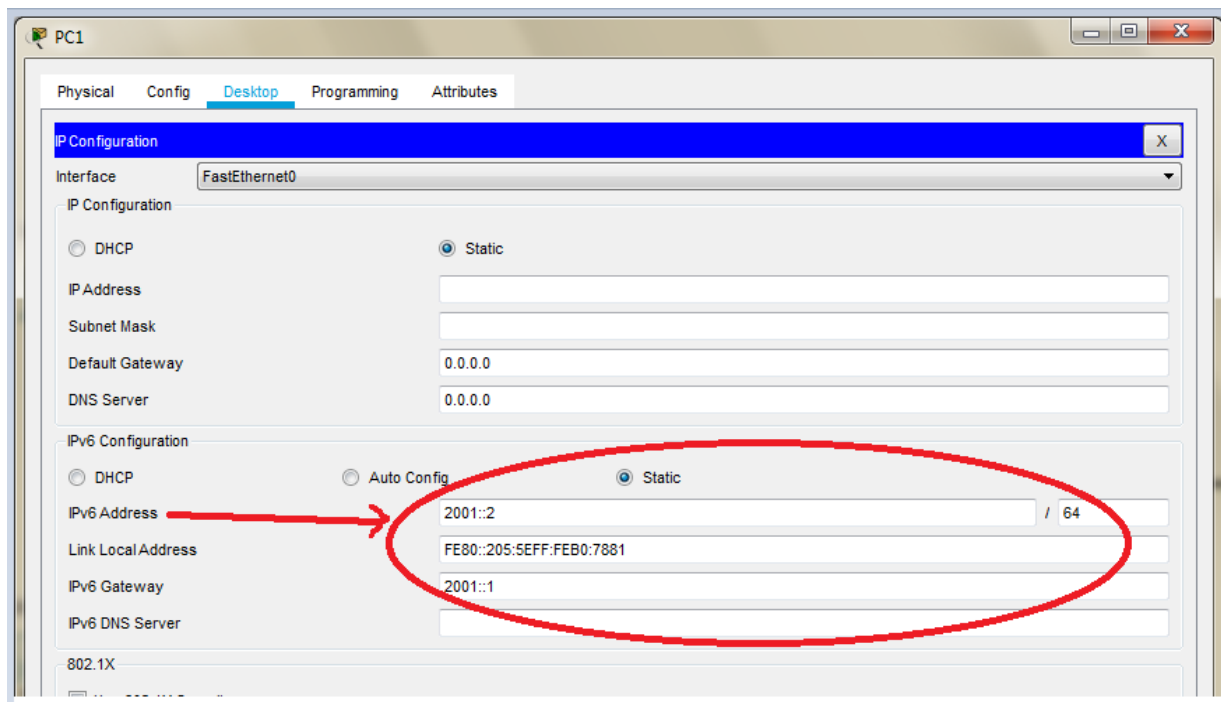 PC1
Physical Config Desktop Programming Attributes
IP Configuration X
Interface FastEthernet0
IP Configuration
DHCP Static
IP Address
Subnet Mask
Default Gateway 0.0.0.0
DNS Server 0.0.0.0
IPv6 Configuration
DHCP Auto Config Static
IPv6 Address 2001::2 / 64
Link Local Address FE80::205:5EFF:FEB0:7881
IPv6 Gateway 2001::1
IPv6 DNS Server
802.1X